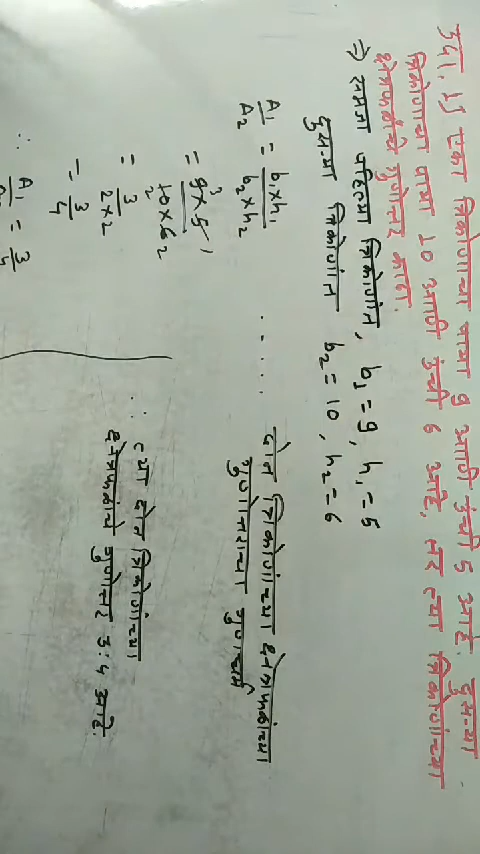 उदा. 1) एका त्रिकोणाचा पाया 9 आणि उंची 5 आहे. दुसऱ्या
त्रिकोणाचा पाया 10 आणि उंची 6 आहे, तर त्या त्रिकोणांच्या
क्षेत्रफळांचे गुणोत्तर काढा.
⇒ समजा पहिल्या त्रिकोणात, b₁ = 9, h₁ = 5
दुसऱ्या त्रिकोणात b₂ = 10, h₂ = 6
A₁/A₂ = b₁×h₁/b₂×h₂ ..... दोन त्रिकोणांच्या क्षेत्रफळांच्या
गुणोत्तराच्या गुणधर्म
= 9×5/10×6
= 3/2×2
= 3/4
∴ A₁/A₂ = 3/4
∴ त्या दोन त्रिकोणांच्या
क्षेत्रफळांचे गुणोत्तर 3:4 आहे.